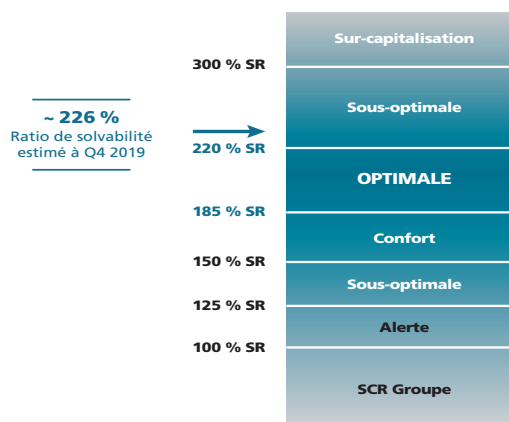 Sur-capitalisation
300 % SR
Sous-optimale
~ 226 %
Ratio de solvabilité
estimé à Q4 2019
220 % SR
OPTIMALE
185 % SR
Confort
150 % SR
Sous-optimale
125 % SR
Alerte
100 % SR
SCR Groupe